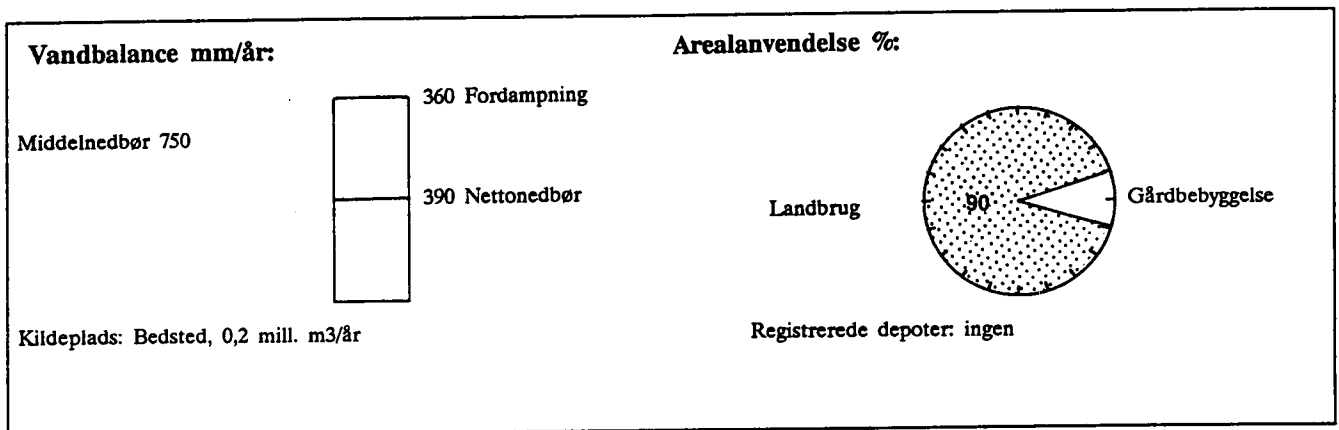 Vandbalance mm/år:
360 Fordampning
Middelnedbør 750
390 Nettonedbør
Kildeplads: Bedsted, 0,2 mill. m3/år
Arealanvendelse %:
Landbrug
90
Gårdbebyggelse
Registrerede depoter: ingen